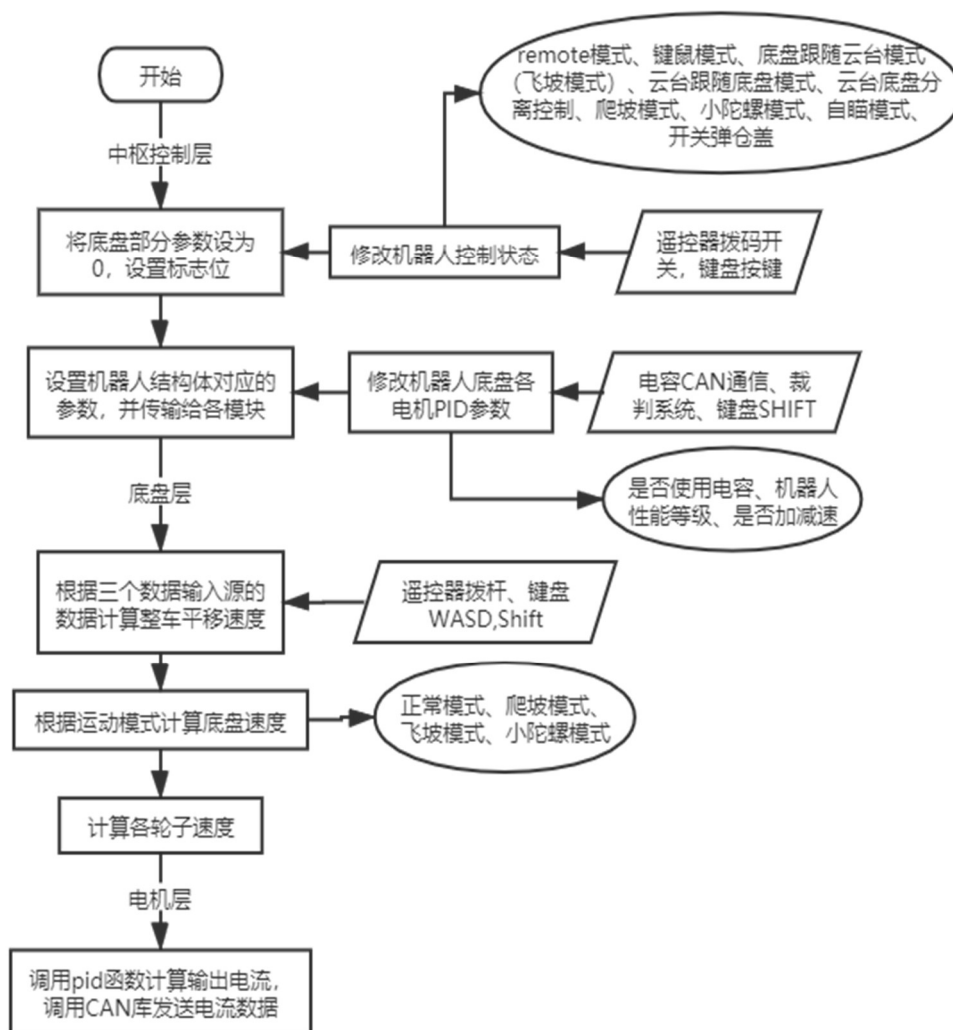 开始
remote模式、键鼠模式、底盘跟随云台模式
(飞坡模式)、云台跟随底盘模式、云台底盘分
离控制、爬坡模式、小陀螺模式、自瞄模式、
开关弹仓盖
中枢控制层
将底盘部分参数设为
0，设置标志位
修改机器人控制状态
遥控器拨码开
关，键盘按键
设置机器人结构体对应的
参数，并传输给各模块
修改机器人底盘各
电机PID参数
电容CAN通信、裁
判系统、键盘SHIFT
底盘层
是否使用电容、机器人
性能等级、是否加减速
根据三个数据输入源的
数据计算整车平移速度
遥控器拨杆、键盘
WASD,Shift
根据运动模式计算底盘速度
正常模式、爬坡模式、
飞坡模式、小陀螺模式
计算各轮子速度
电机层
调用pid函数计算输出电流，
调用CAN库发送电流数据